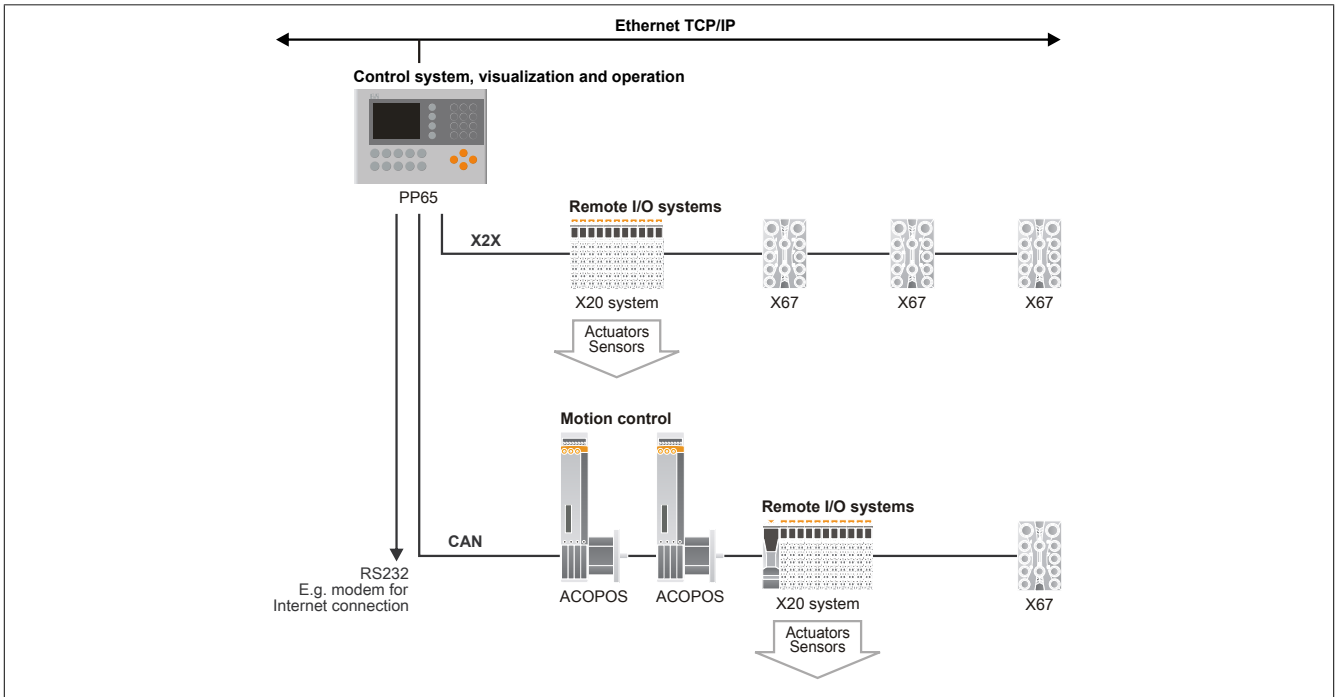 Ethernet TCP/IP
Control system, visualization and operation
PP65
Remote I/O systems
X2X
X20 system
X67
X67
X67
Actuators
Sensors
Motion control
Remote I/O systems
CAN
RS232
E.g. modem for
Internet connection
ACOPOS
ACOPOS
X20 system
X67
Actuators
Sensors